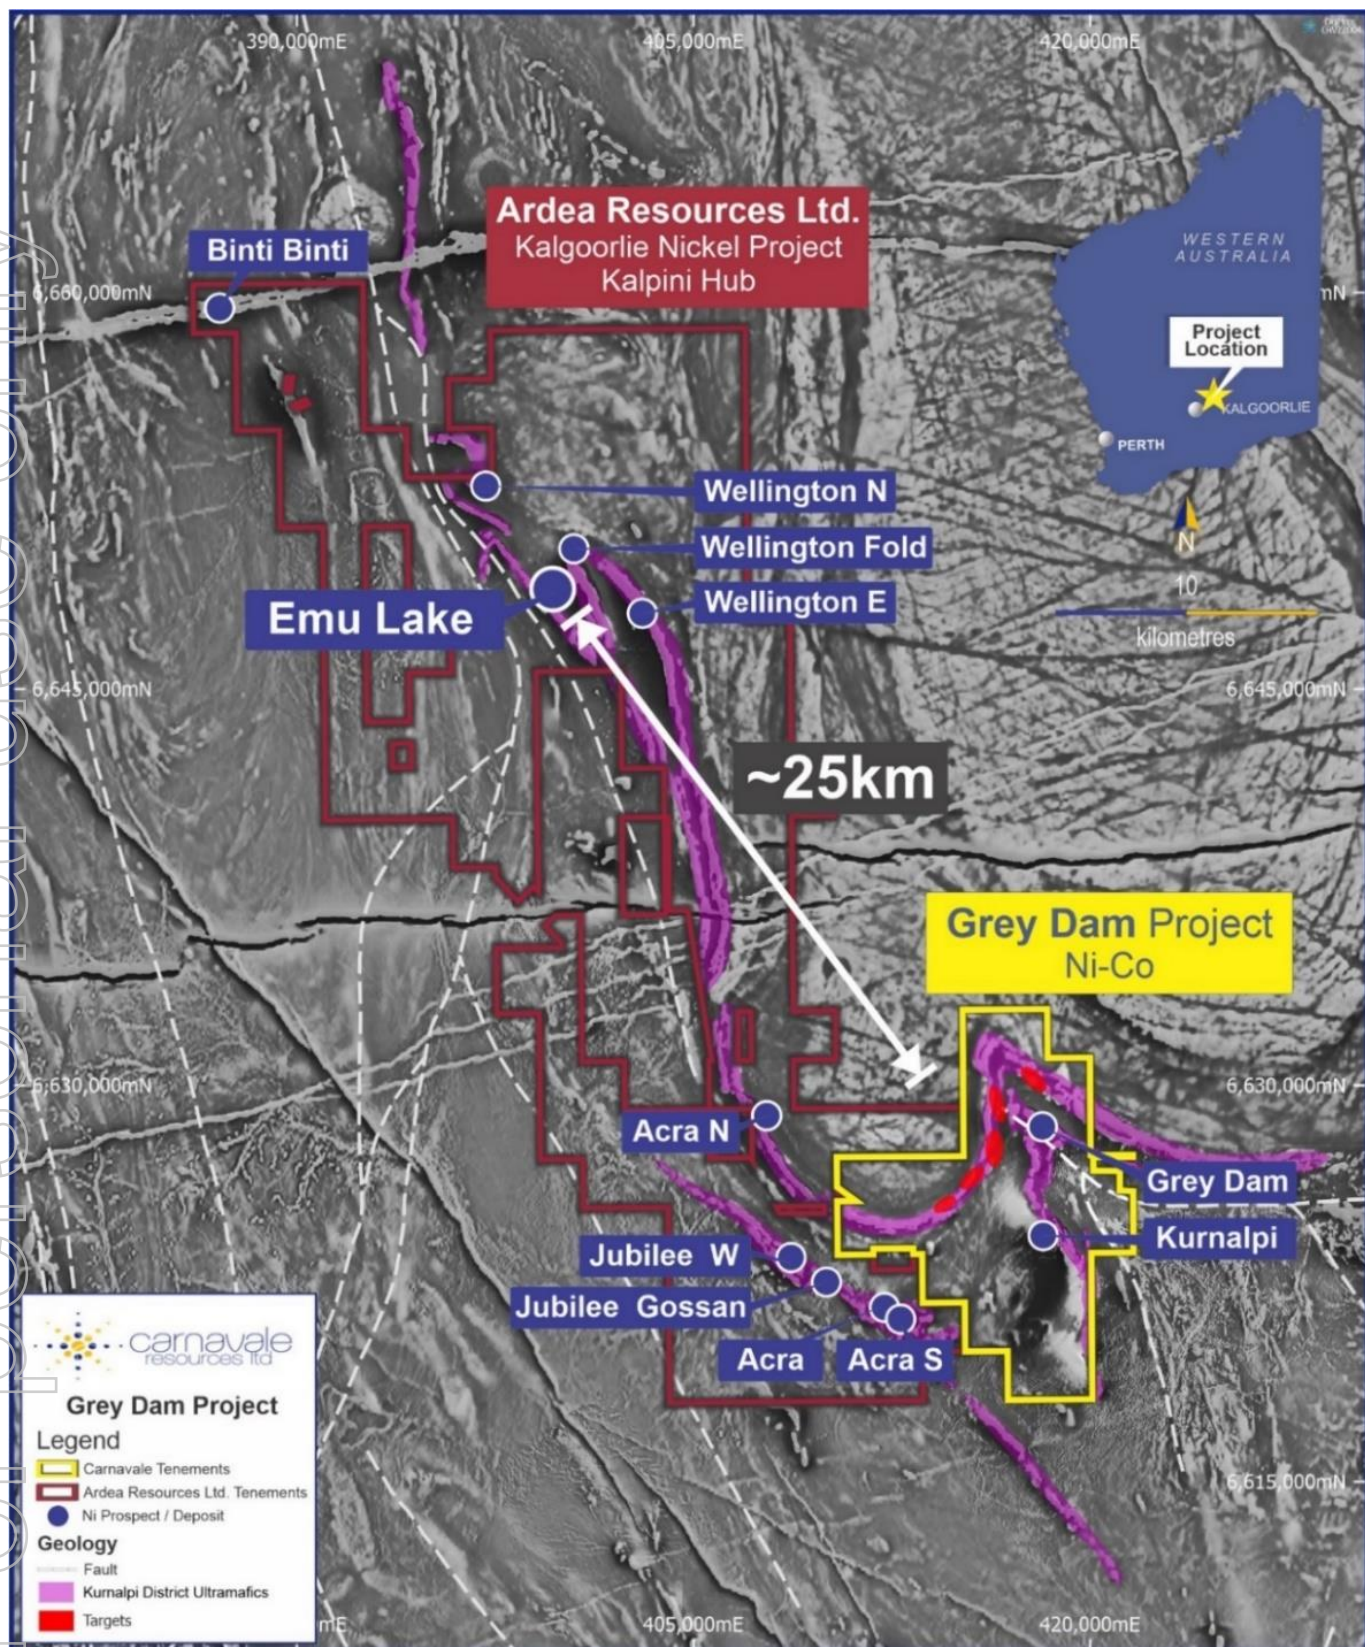 390,000mE
405,000mE
420,000mE
Ardea Resources Ltd.
Kalgoorlie Nickel Project
Kalpini Hub
Binti Binti
6,660,000mN
mN
WESTERN
AUSTRALIA
Project
Location
KALGOORLIE
PERTH
N
10
kilometres
Wellington N
Wellington Fold
Wellington E
Emu Lake
6,645,000mN
6,645,000mN
~25km
Grey Dam Project
Ni-Co
6,630,000mN
6,630,000mN
Acra N
Grey Dam
Kurnalpi
Jubilee W
Jubilee Gossan
Acra
Acra S
carnavale
resources ltd
Grey Dam Project
Legend
Carnavale Tenements
Ardea Resources Ltd. Tenements
Ni Prospect / Deposit
Geology
Fault
Kurnalpi District Ultramafics
Targets
6,615,000mN
mE
405,000mE
420,000mE